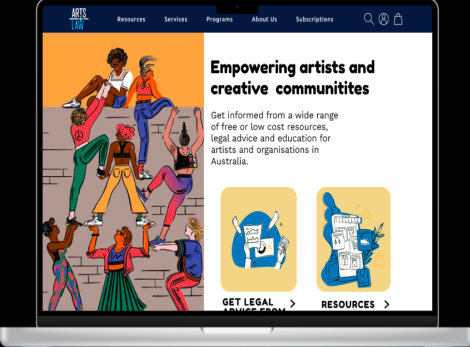 ARTS
LAW
Resources Services Programs About Us Subscriptions
Empowering artists and
creative communitites
Get informed from a wide range
of free or low cost resources,
legal advice and education for
artists and organisations in
Australia.
GET LEGAL
ADVICE FROM
RESOURCES